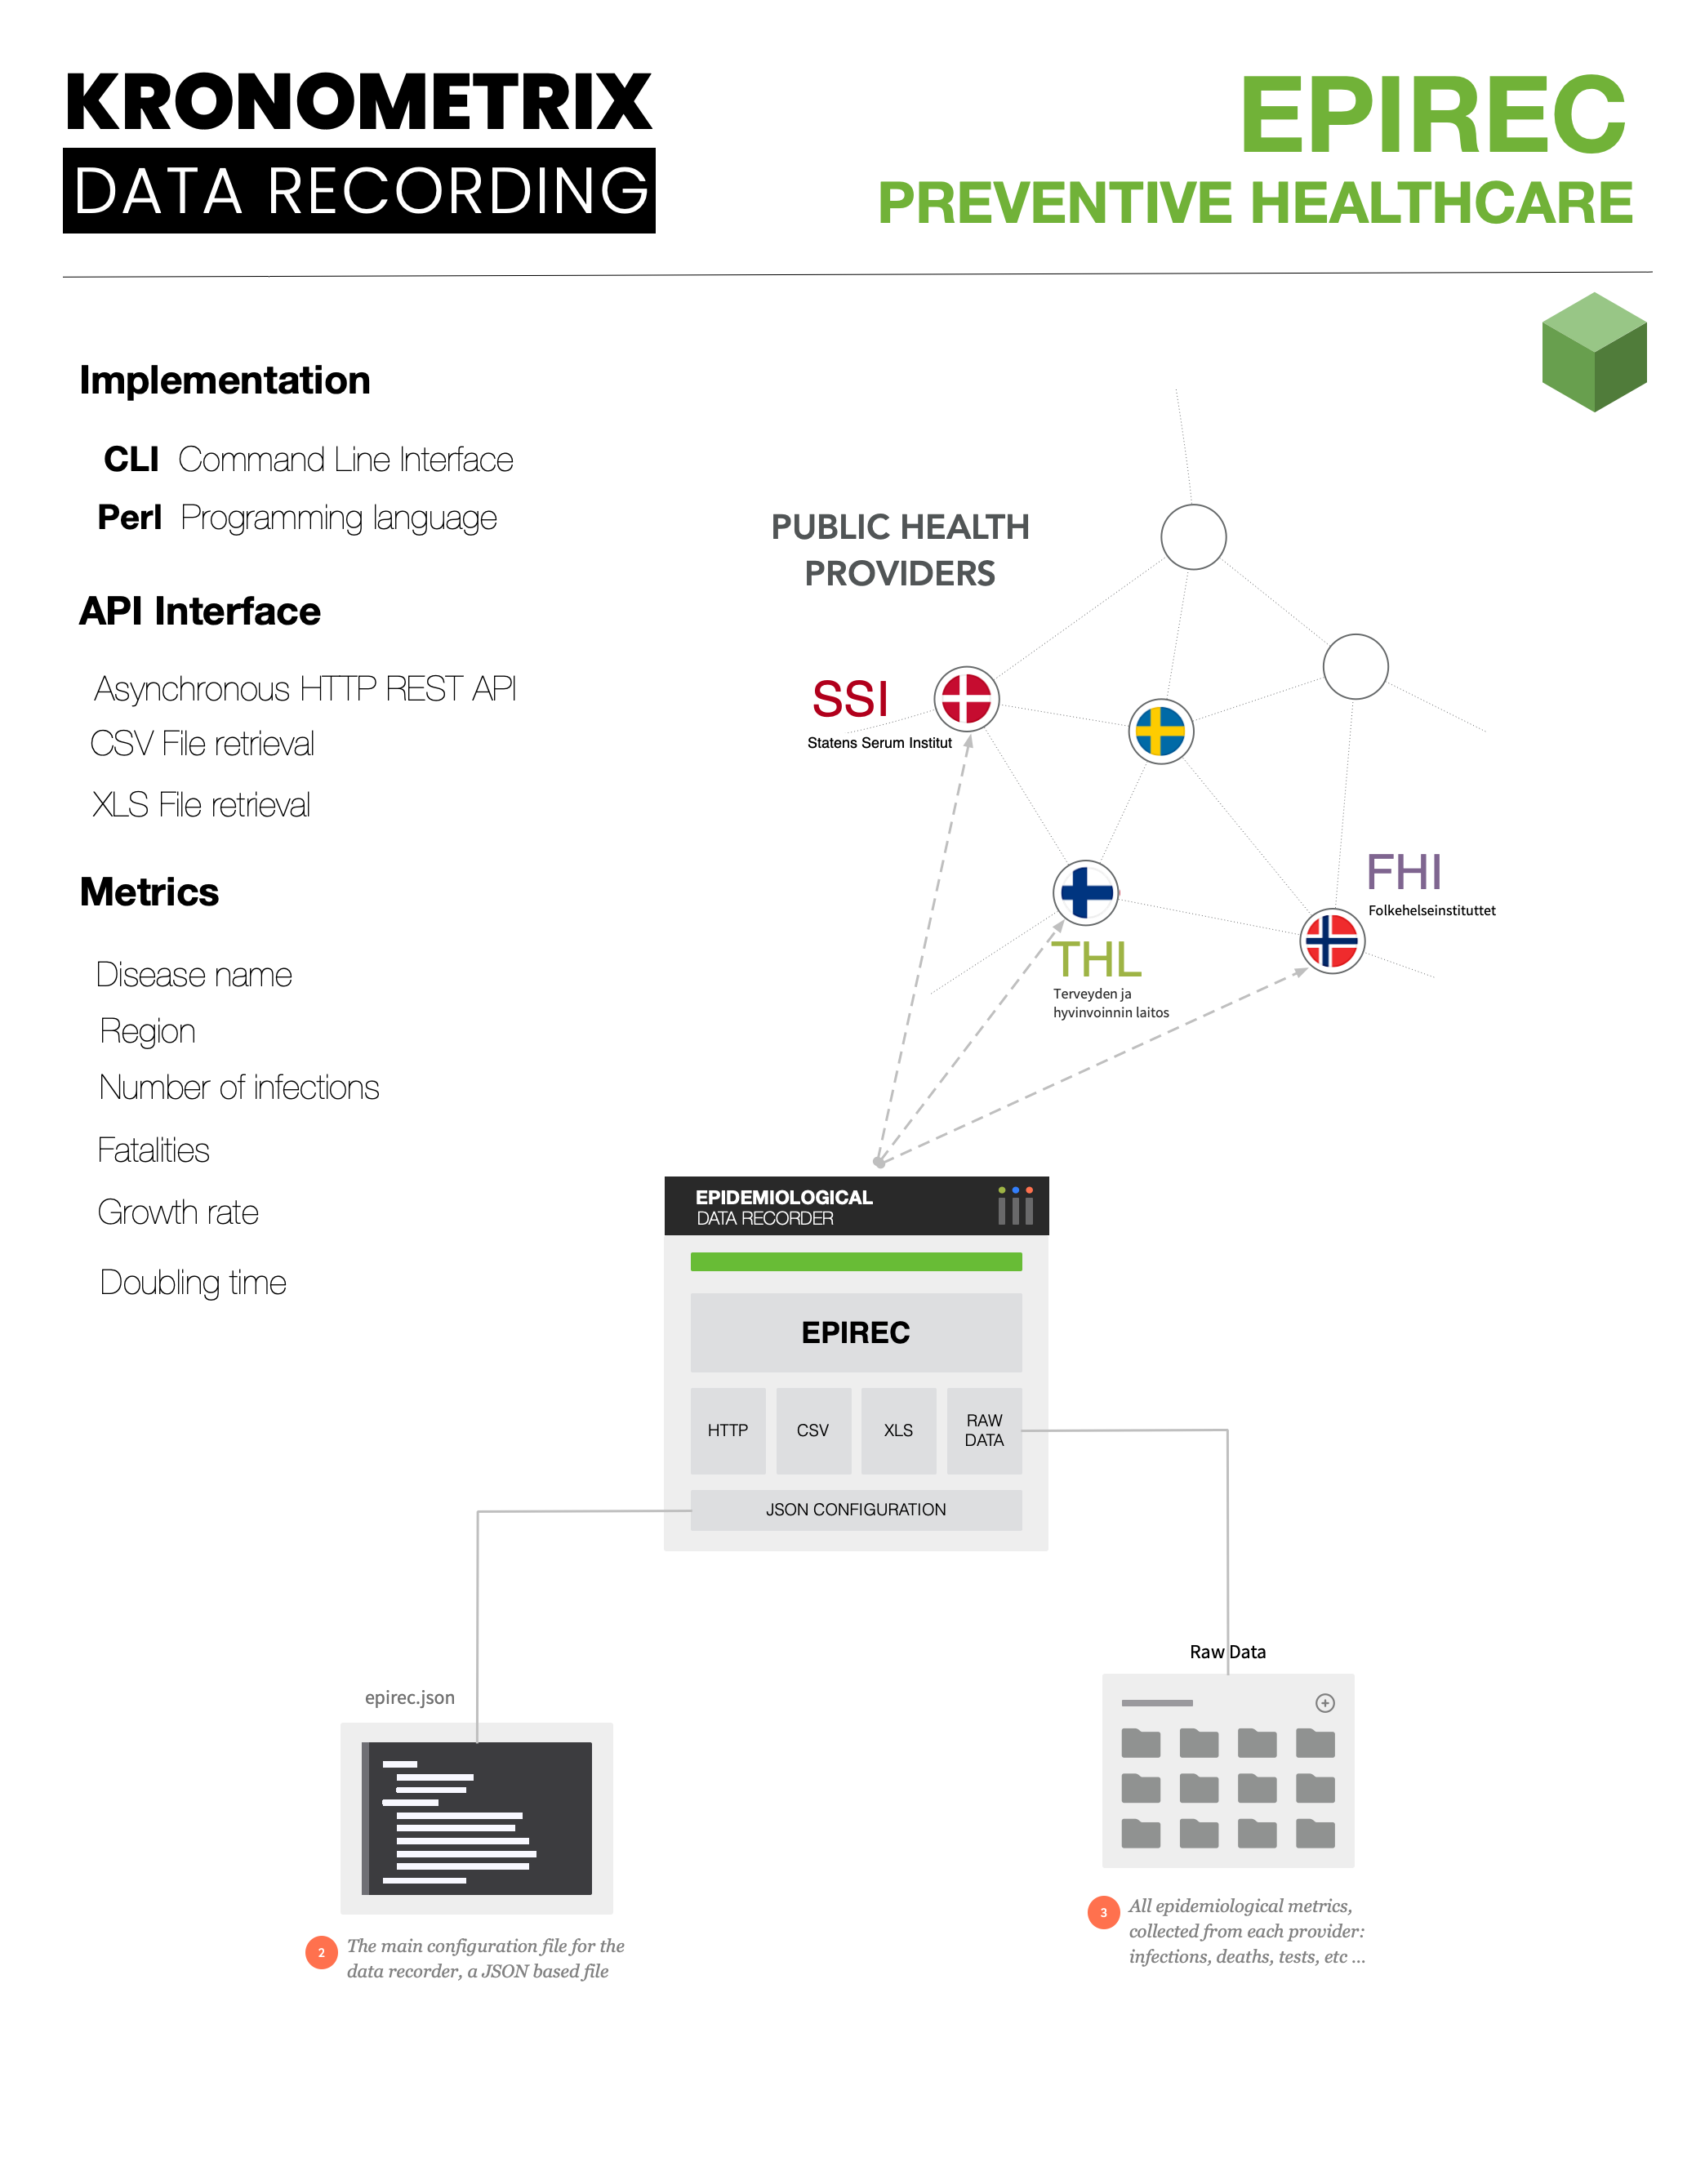 KRONOMETRIX
DATA RECORDING
EPIREC
PREVENTIVE HEALTHCARE
Implementation
CLI Command Line Interface
Perl Programming language
API Interface
Asynchronous HTTP REST API
CSV File retrieval
XLS File retrieval
Metrics
Disease name
Region
Number of infections
Fatalities
Growth rate
Doubling time
PUBLIC HEALTH
PROVIDERS
SSI
Statens Serum Institut
FHI
Folkehelseinstituttet
THL
Terveyden ja
hyvinvoinnin laitos
EPIDEMIOLOGICAL
DATA RECORDER
EPIREC
HTTP
CSV
XLS
RAW
DATA
JSON CONFIGURATION
epirec.json
2
The main configuration file for the
data recorder, a JSON based file
Raw Data
3
All epidemiological metrics,
collected from each provider:
infections, deaths, tests, etc ...